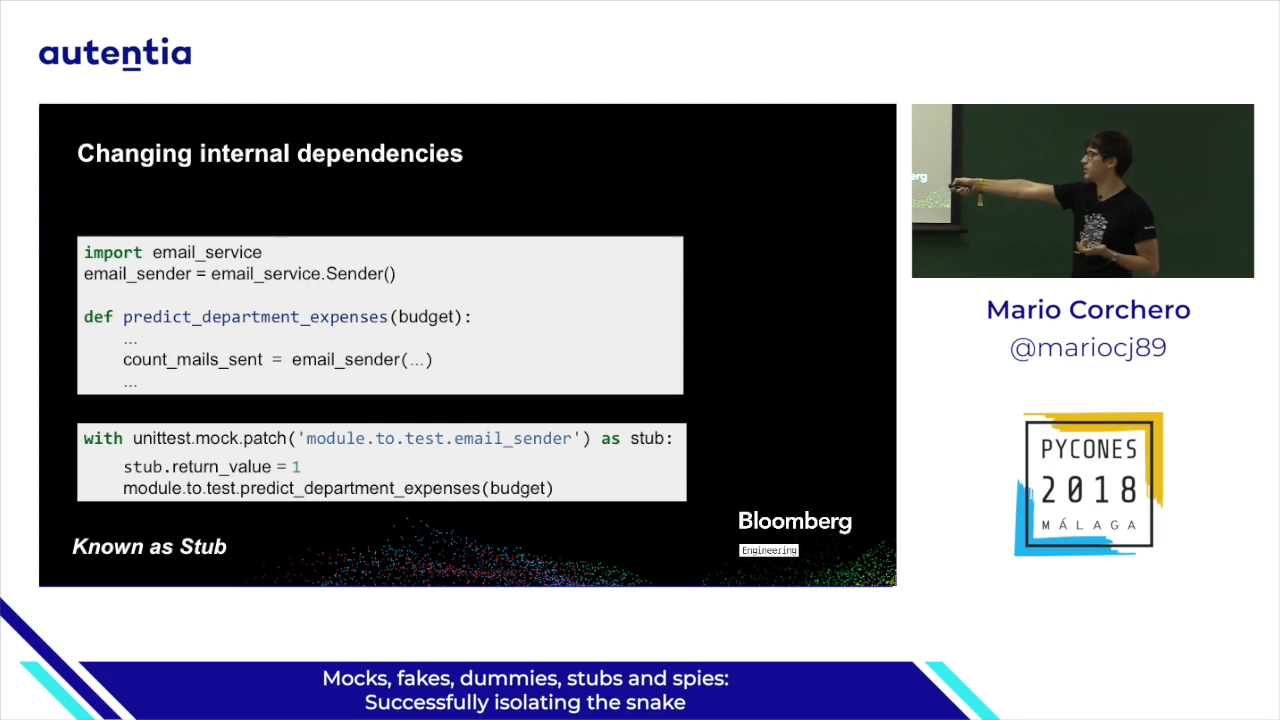 autentia
Changing internal dependencies
import email_service
email_sender = email_service.Sender()
def predict_department_expenses(budget):
...
count_mails_sent = email_sender(...)
...
with unittest.mock.patch('module.to.test.email_sender') as stub:
stub.return_value = 1
module.to.test.predict_department_expenses(budget)
Known as Stub
Bloomberg
Engineering
erg
Mario Corchero
@mariocj89
PYCONES
2018
MÁLAGA
Mocks, fakes, dummies, stubs and spies:
Successfully isolating the snake